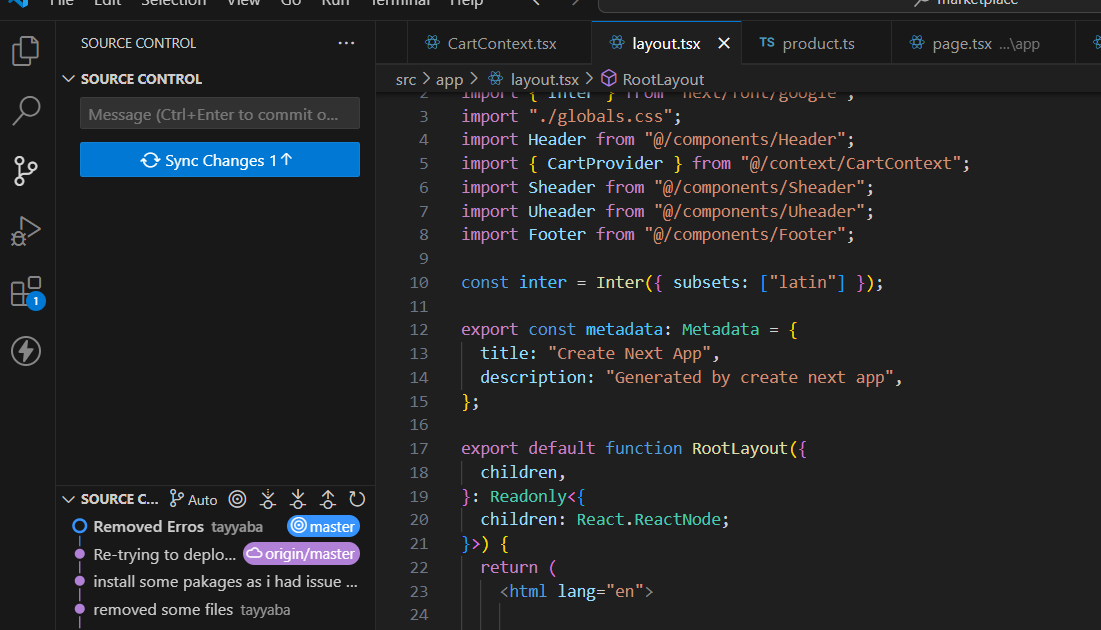 File Edit Selection View Go Run Terminal Help
marketplace
SOURCE CONTROL
SOURCE CONTROL
Message (Ctrl+Enter to commit o...
Sync Changes 1↑
1
SOURCE C... Auto
Removed Erros tayyaba master
Re-trying to deplo... origin/master
install some pakages as i had issue ...
removed some files tayyaba
CartContext.tsx layout.tsx TS product.ts page.tsx ...\app
src > app > layout.tsx > RootLayout
2 import { Inter } from "next/font/google";
3 import "./globals.css";
4 import Header from "@/components/Header";
5 import { CartProvider } from "@/context/CartContext";
6 import Sheader from "@/components/Sheader";
7 import Uheader from "@/components/Uheader";
8 import Footer from "@/components/Footer";
9
10 const inter = Inter({ subsets: ["latin"] });
11
12 export const metadata: Metadata = {
13 title: "Create Next App",
14 description: "Generated by create next app",
15 };
16
17 export default function RootLayout({
18 children,
19 }: Readonly<{
20 children: React.ReactNode;
21 }>) {
22 return (
23 <html lang="en">
24